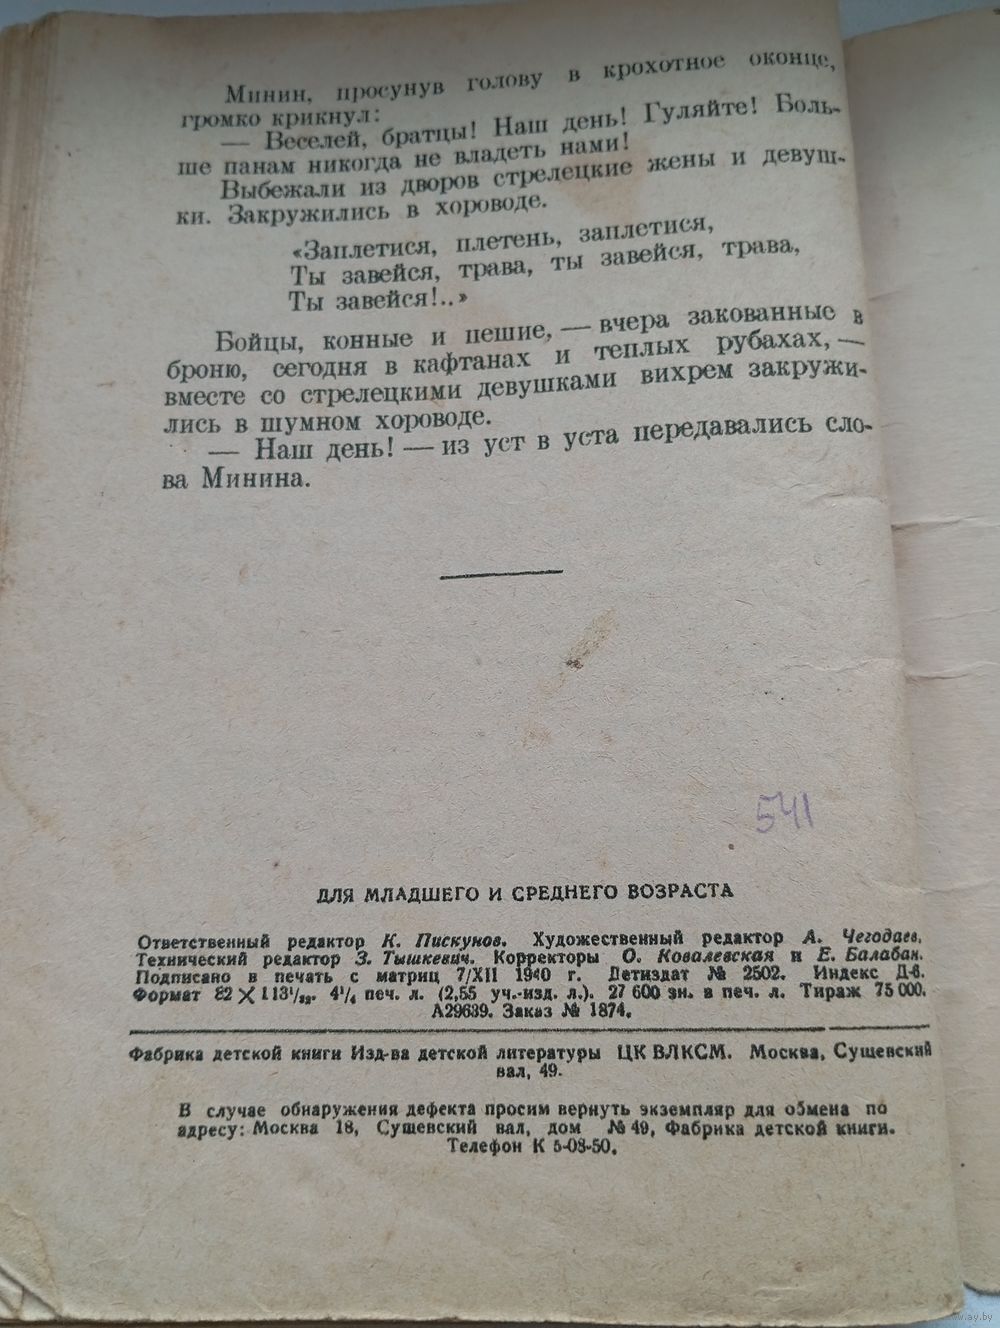 Минин, просунув голову в крохотное оконце,
громко крикнул:
— Веселей, братцы! Наш день! Гуляйте! Боль-
ше панам никогда не владеть нами!
Выбежали из дворов стрелецкие жены и девуш-
ки. Закружились в хороводе.
«Заплетися, плетень, заплетися,
Ты завейся, трава, ты завейся, трава,
Ты завейся!..»
Бойцы, конные и пешие, — вчера закованные в
броню, сегодня в кафтанах и теплых рубахах, —
вместе со стрелецкими девушками вихрем закружи-
лись в шумном хороводе.
— Наш день! — из уст в уста передавались сло-
ва Минина.
541
ДЛЯ МЛАДШЕГО И СРЕДНЕГО ВОЗРАСТА
Ответственный редактор К. Пискунов. Художественный редактор А. Чегодаев.
Технический редактор З. Тышкевич. Корректоры О. Ковалевская и Е. Балабан.
Подписано в печать с матриц 7/XII 1940 г. Детиздат № 2502. Индекс Д-6.
Формат 82 × 113¹/₃₂. 4¹/₄ печ. л. (2,55 уч.-изд. л.). 27 600 зн. в печ. л. Тираж 75 000.
А29639. Заказ № 1874.
Фабрика детской книги Изд-ва детской литературы ЦК ВЛКСМ. Москва, Сущевский
вал, 49.
В случае обнаружения дефекта просим вернуть экземпляр для обмена по
адресу: Москва 18, Сущевский вал, дом № 49, Фабрика детской книги.
Телефон К 5-08-50.
www.ay.by